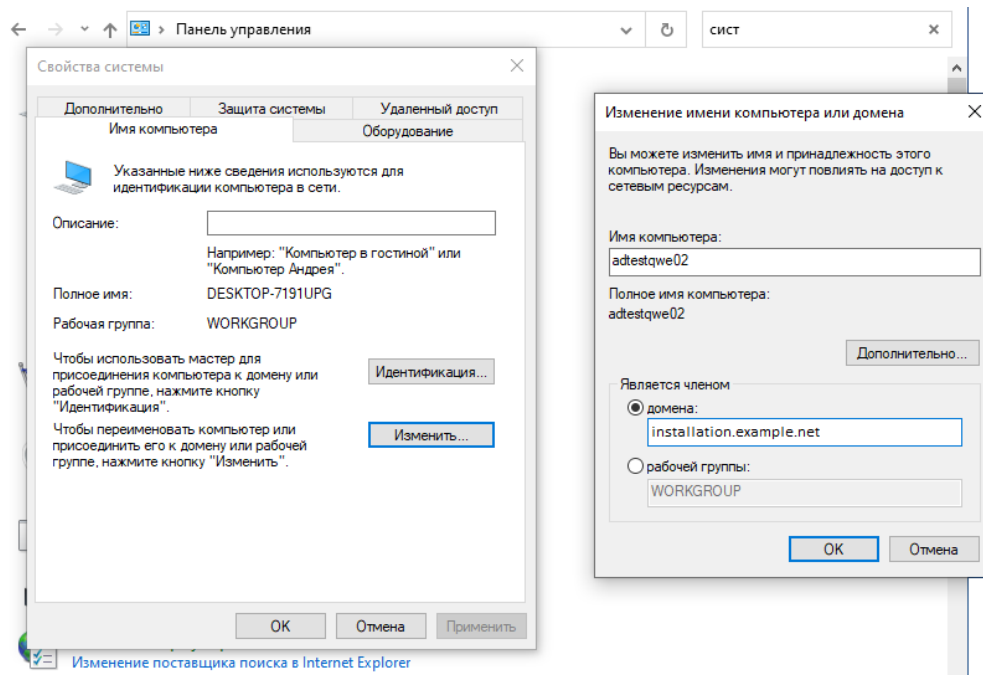 Панель управления
сист
Свойства системы
Дополнительно
Защита системы
Удаленный доступ
Имя компьютера
Оборудование
Указанные ниже сведения используются для
идентификации компьютера в сети.
Описание:
Например: "Компьютер в гостиной" или
"Компьютер Андрея".
Полное имя:
DESKTOP-7191UPG
Рабочая группа:
WORKGROUP
Чтобы использовать мастер для
присоединения компьютера к домену или
рабочей группе, нажмите кнопку
"Идентификация".
Идентификация...
Чтобы переименовать компьютер или
присоединить его к домену или рабочей
группе, нажмите кнопку "Изменить".
Изменить...
OK
Отмена
Применить
Изменение поставщика поиска в Internet Explorer
Изменение имени компьютера или домена
Вы можете изменить имя и принадлежность этого
компьютера. Изменения могут повлиять на доступ к
сетевым ресурсам.
Имя компьютера:
adtestqwe02
Полное имя компьютера:
adtestqwe02
Дополнительно...
Является членом
домена:
installation.example.net
рабочей группы:
WORKGROUP
OK
Отмена